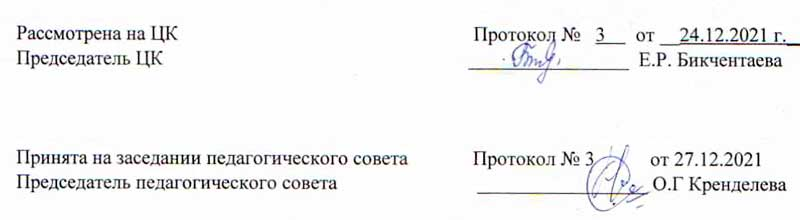 Рассмотрена на ЦК Протокол № 3 от 24.12.2021 г.
Председатель ЦК Е.Р. Бикчентаева
Принята на заседании педагогического совета Протокол № 3 от 27.12.2021
Председатель педагогического совета О.Г Кренделева